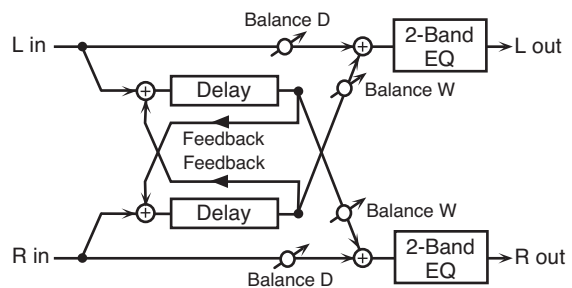 Balance D
L in
2-Band
EQ
L out
Delay
Balance W
Feedback
Feedback
Delay
Balance W
R in
Balance D
2-Band
EQ
R out